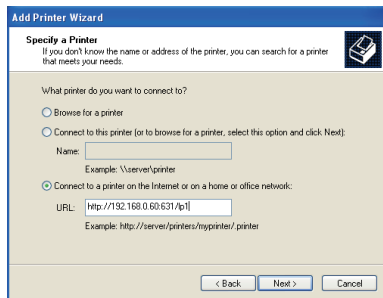 Add Printer Wizard
Specify a Printer
If you don't know the name or address of the printer, you can search for a printer
that meets your needs.
What printer do you want to connect to?
Browse for a printer
Connect to this printer (or to browse for a printer, select this option and click Next):
Name:
Example: \\server\printer
Connect to a printer on the Internet or on a home or office network:
URL: http://192.168.0.60:631/lp1
Example: http://server/printers/myprinter/.printer
< Back Next > Cancel